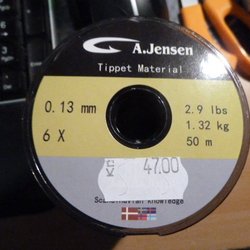 A.Jensen
Tippet Material
0.13 mm
2.9 lbs
6 X
1.32 kg
50 m
47.00
Scandinavian Knowledge